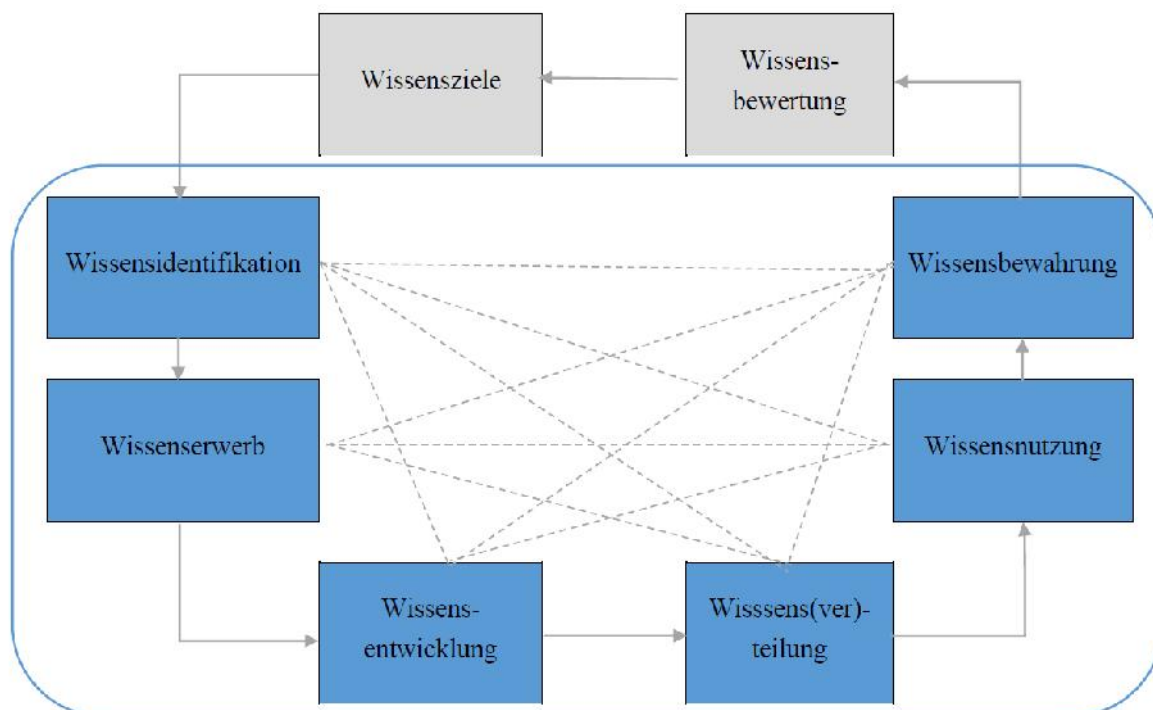 Wissensziele
Wissens-
bewertung
Wissensidentifikation
Wissensbewahrung
Wissenserwerb
Wissensnutzung
Wissens-
entwicklung
Wisssens(ver)-
teilung